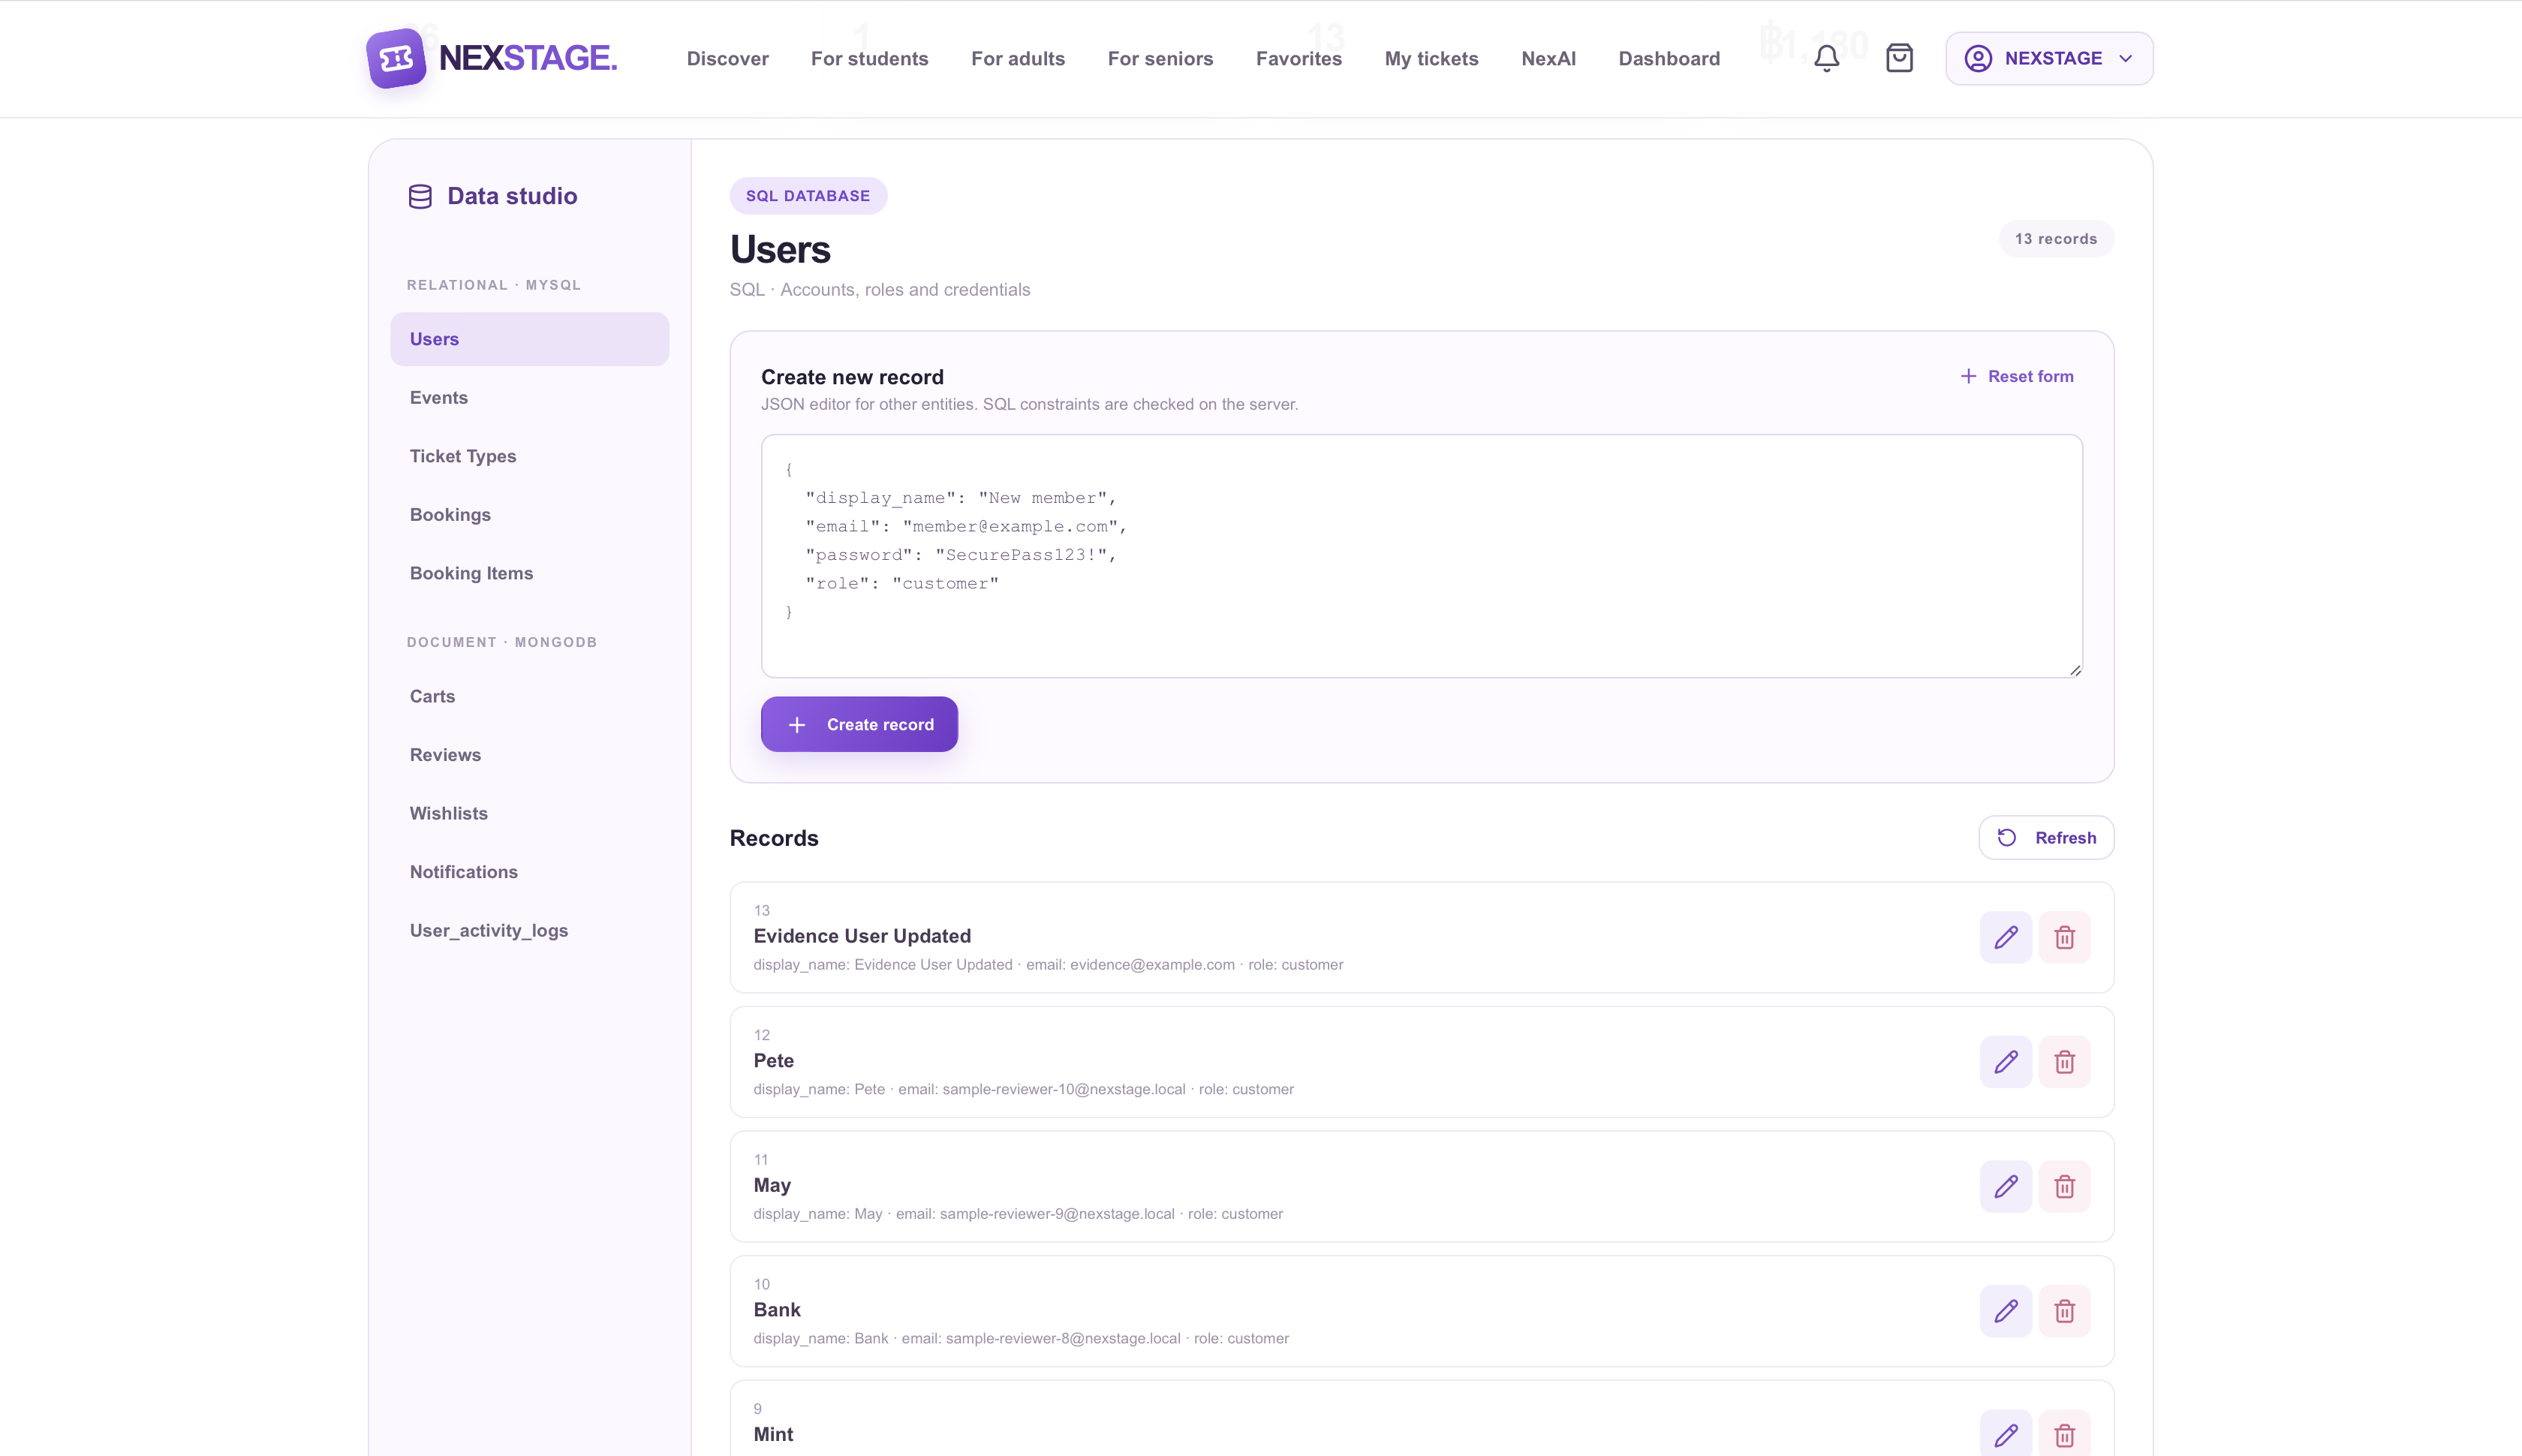 NEXSTAGE.
Discover
For students
For adults
For seniors
Favorites
My tickets
NexAI
Dashboard
NEXSTAGE
1
13
Data studio
RELATIONAL · MYSQL
Users
Events
Ticket Types
Bookings
Booking Items
DOCUMENT · MONGODB
Carts
Reviews
Wishlists
Notifications
User_activity_logs
SQL DATABASE
Users
SQL · Accounts, roles and credentials
13 records
Create new record
JSON editor for other entities. SQL constraints are checked on the server.
Reset form
{
"display_name": "New member",
"email": "member@example.com",
"password": "SecurePass123!",
"role": "customer"
}
Create record
Records
Refresh
13
Evidence User Updated
display_name: Evidence User Updated · email: evidence@example.com · role: customer
12
Pete
display_name: Pete · email: sample-reviewer-10@nexstage.local · role: customer
11
May
display_name: May · email: sample-reviewer-9@nexstage.local · role: customer
10
Bank
display_name: Bank · email: sample-reviewer-8@nexstage.local · role: customer
9
Mint